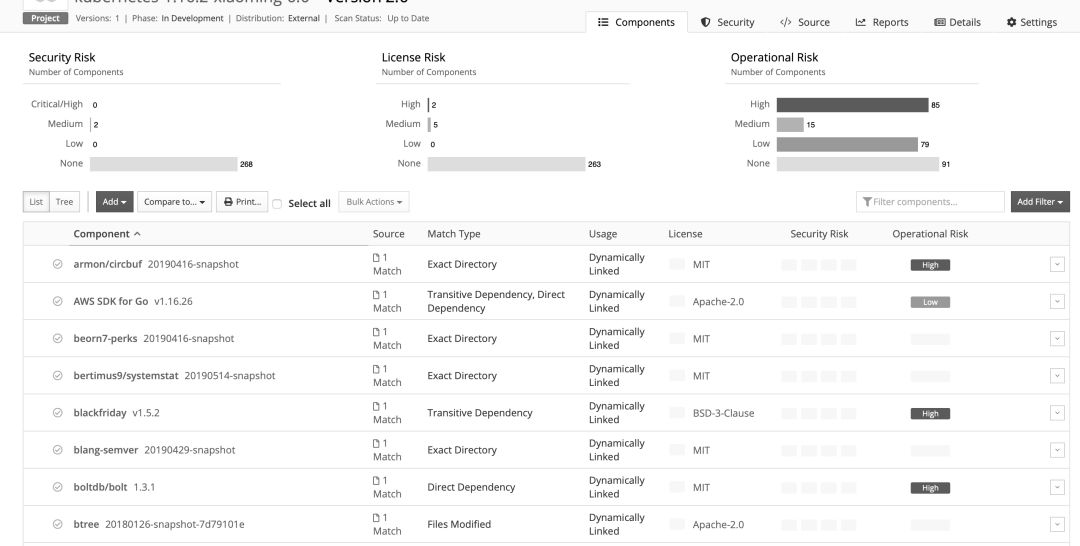 Project Versions: 1 | Phase: In Development | Distribution: External | Scan Status: Up to Date
Components Security Source Reports Details Settings
Security Risk
Number of Components
Critical/High 0
Medium 2
Low 0
None 268
License Risk
Number of Components
High 2
Medium 5
Low 0
None 263
Operational Risk
Number of Components
High 85
Medium 15
Low 79
None 91
List Tree Add Compare to... Print... Select all Bulk Actions Filter components... Add Filter
Component Source Match Type Usage License Security Risk Operational Risk
armon/circbuf 20190416-snapshot 1 Match Exact Directory Dynamically Linked MIT High
AWS SDK for Go v1.16.26 1 Match Transitive Dependency, Direct Dependency Dynamically Linked Apache-2.0 Low
beorn7-perks 20190416-snapshot 1 Match Exact Directory Dynamically Linked MIT
bertimus9/systemstat 20190514-snapshot 1 Match Exact Directory Dynamically Linked MIT
blackfriday v1.5.2 1 Match Transitive Dependency Dynamically Linked BSD-3-Clause High
blang-semver 20190429-snapshot 1 Match Exact Directory Dynamically Linked MIT
boltdb/bolt 1.3.1 1 Match Direct Dependency Dynamically Linked MIT High
btree 20180126-snapshot-7d79101e 1 Match Files Modified Dynamically Linked Apache-2.0